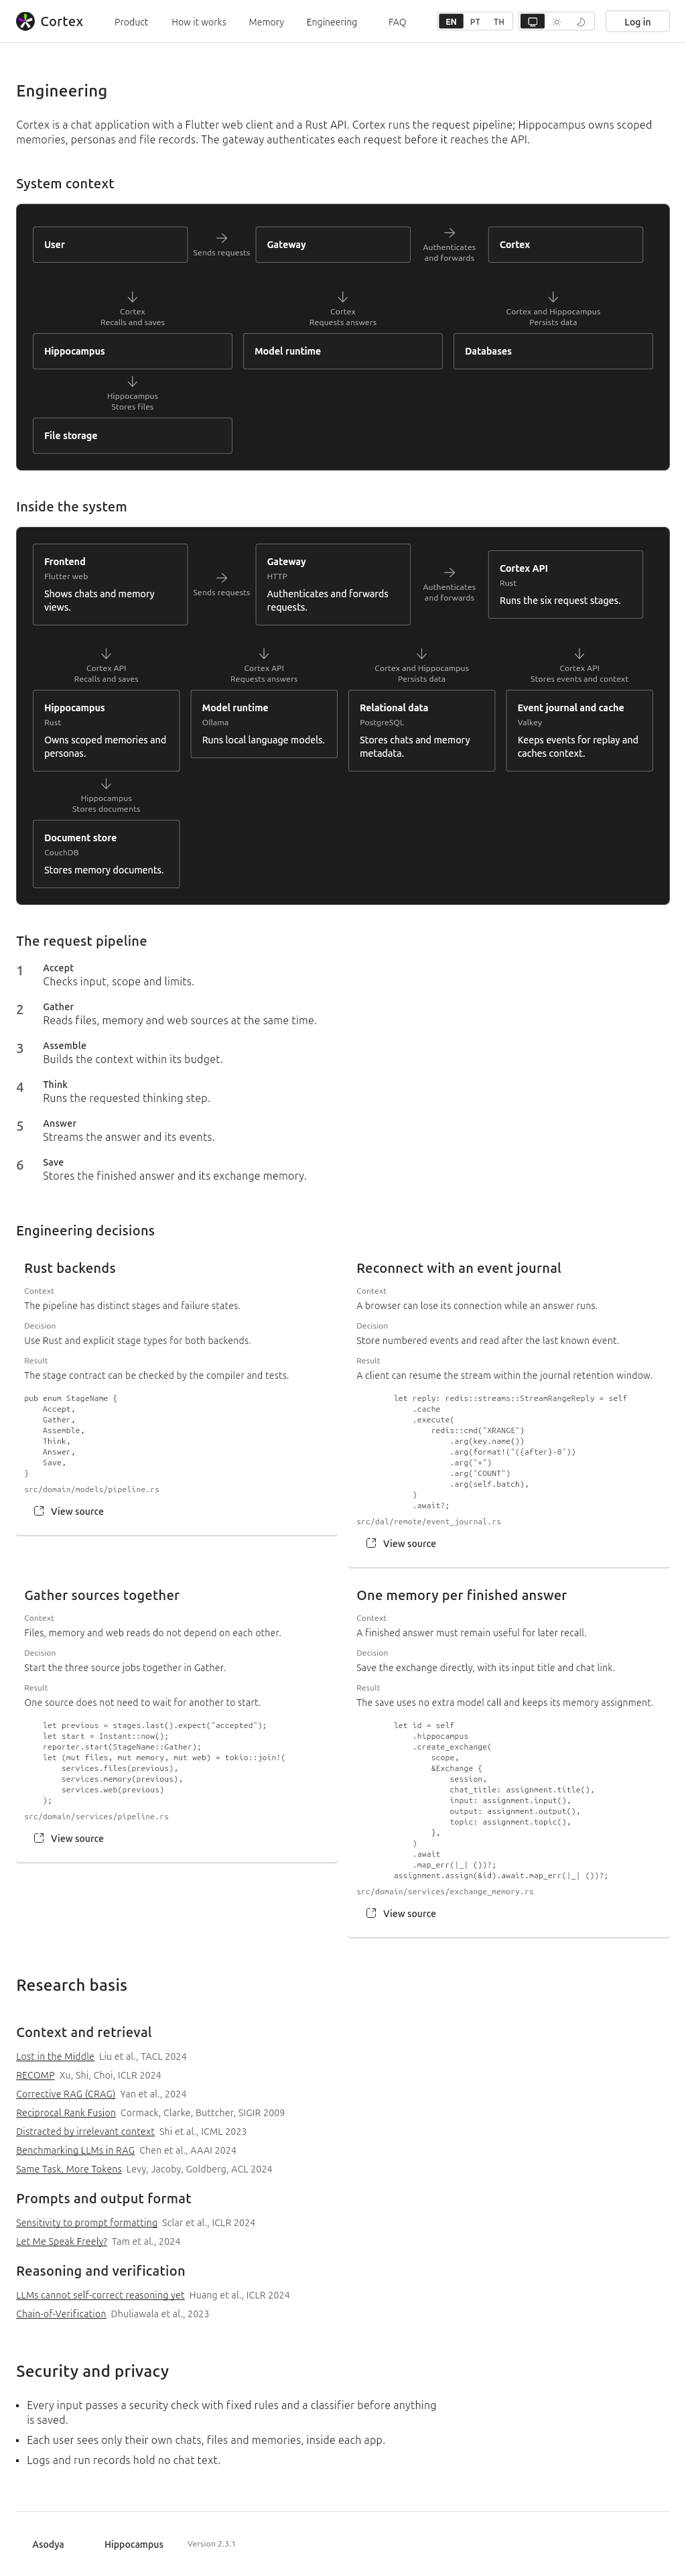 Cortex
Product
How it works
Memory
Engineering
FAQ
EN
PT
TH
Log in
Engineering
Cortex is a chat application with a Flutter web client and a Rust API. Cortex runs the request pipeline; Hippocampus owns scoped
memories, personas and file records. The gateway authenticates each request before it reaches the API.
System context
User
Sends requests
Gateway
Authenticates
and forwards
Cortex
Cortex
Recalls and saves
Cortex
Requests answers
Cortex and Hippocampus
Persists data
Hippocampus
Model runtime
Databases
Hippocampus
Stores files
File storage
Inside the system
Frontend
Flutter web
Shows chats and memory
views.
Sends requests
Gateway
HTTP
Authenticates and forwards
requests.
Authenticates
and forwards
Cortex API
Rust
Runs the six request stages.
Cortex API
Recalls and saves
Cortex API
Requests answers
Cortex and Hippocampus
Persists data
Cortex API
Stores events and context
Hippocampus
Rust
Owns scoped memories and
personas.
Model runtime
Ollama
Runs local language models.
Relational data
PostgreSQL
Stores chats and memory
metadata.
Event journal and cache
Valkey
Keeps events for replay and
caches context.
Hippocampus
Stores documents
Document store
CouchDB
Stores memory documents.
The request pipeline
1
Accept
Checks input, scope and limits.
2
Gather
Reads files, memory and web sources at the same time.
3
Assemble
Builds the context within its budget.
4
Think
Runs the requested thinking step.
5
Answer
Streams the answer and its events.
6
Save
Stores the finished answer and its exchange memory.
Engineering decisions
Rust backends
Context
The pipeline has distinct stages and failure states.
Decision
Use Rust and explicit stage types for both backends.
Result
The stage contract can be checked by the compiler and tests.
pub enum StageName {
    Accept,
    Gather,
    Assemble,
    Think,
    Answer,
    Save,
}
src/domain/models/pipeline.rs
View source
Reconnect with an event journal
Context
A browser can lose its connection while an answer runs.
Decision
Store numbered events and read after the last known event.
Result
A client can resume the stream within the journal retention window.
        let reply: redis::streams::StreamRangeReply = self
            .cache
            .execute(
                redis::cmd("XRANGE")
                    .arg(key.name())
                    .arg(format!("({after}-0"))
                    .arg("+")
                    .arg("COUNT")
                    .arg(self.batch),
            )
            .await?;
src/dal/remote/event_journal.rs
View source
Gather sources together
Context
Files, memory and web reads do not depend on each other.
Decision
Start the three source jobs together in Gather.
Result
One source does not need to wait for another to start.
    let previous = stages.last().expect("accepted");
    let start = Instant::now();
    reporter.start(StageName::Gather);
    let (mut files, mut memory, mut web) = tokio::join!(
        services.files(previous),
        services.memory(previous),
        services.web(previous)
    );
src/domain/services/pipeline.rs
View source
One memory per finished answer
Context
A finished answer must remain useful for later recall.
Decision
Save the exchange directly, with its input title and chat link.
Result
The save uses no extra model call and keeps its memory assignment.
        let id = self
            .hippocampus
            .create_exchange(
                scope,
                &Exchange {
                    session,
                    chat_title: assignment.title(),
                    input: assignment.input(),
                    output: assignment.output(),
                    topic: assignment.topic(),
                },
            )
            .await
            .map_err(|_| ())?;
        assignment.assign(&id).await.map_err(|_| ())?;
src/domain/services/exchange_memory.rs
View source
Research basis
Context and retrieval
Lost in the Middle Liu et al., TACL 2024
RECOMP Xu, Shi, Choi, ICLR 2024
Corrective RAG (CRAG) Yan et al., 2024
Reciprocal Rank Fusion Cormack, Clarke, Buttcher, SIGIR 2009
Distracted by irrelevant context Shi et al., ICML 2023
Benchmarking LLMs in RAG Chen et al., AAAI 2024
Same Task, More Tokens Levy, Jacoby, Goldberg, ACL 2024
Prompts and output format
Sensitivity to prompt formatting Sclar et al., ICLR 2024
Let Me Speak Freely? Tam et al., 2024
Reasoning and verification
LLMs cannot self-correct reasoning yet Huang et al., ICLR 2024
Chain-of-Verification Dhuliawala et al., 2023
Security and privacy
Every input passes a security check with fixed rules and a classifier before anything
is saved.
Each user sees only their own chats, files and memories, inside each app.
Logs and run records hold no chat text.
Asodya
Hippocampus
Version 2.3.1